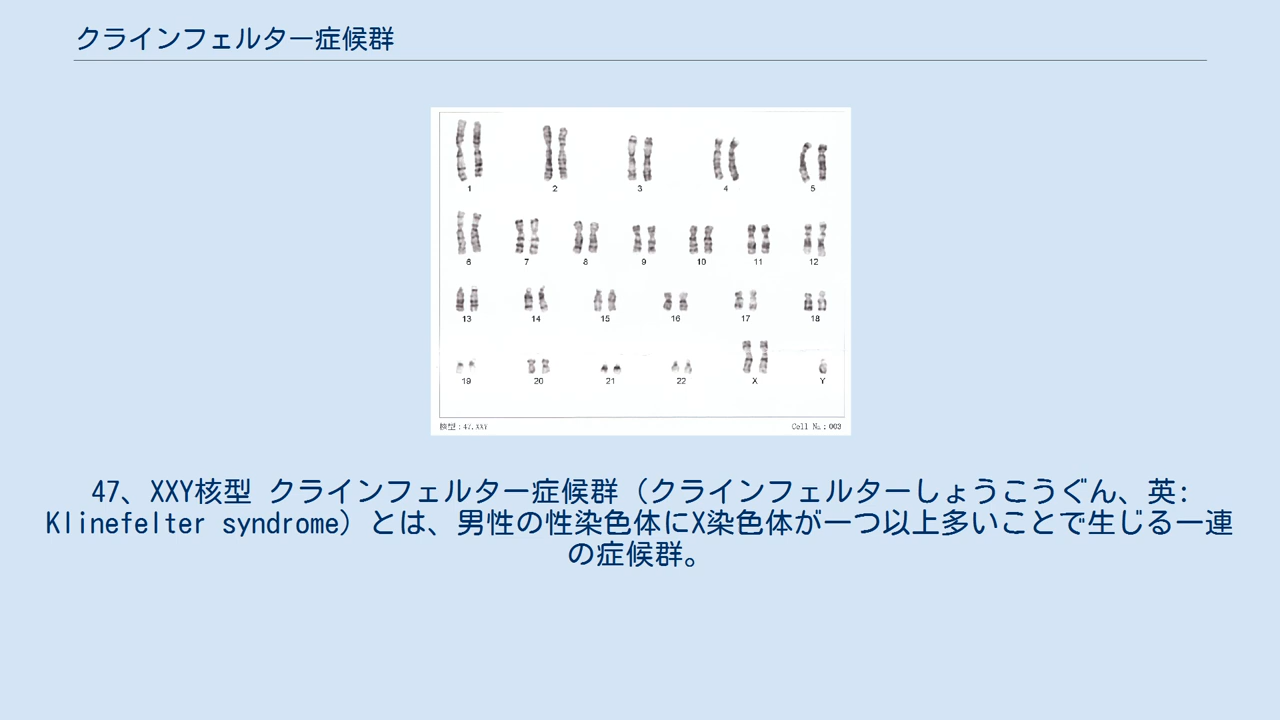 クラインフェルター症候群
1 2 3 4 5
6 7 8 9 10 11 12
13 14 15 16 17 18
19 20 21 22 X Y
核型:47,XXY Cell No.:003
47、XXY核型 クラインフェルター症候群(クラインフェルターしょうこうぐん、英:
Klinefelter syndrome)とは、男性の性染色体にX染色体が一つ以上多いことで生じる一連
の症候群。